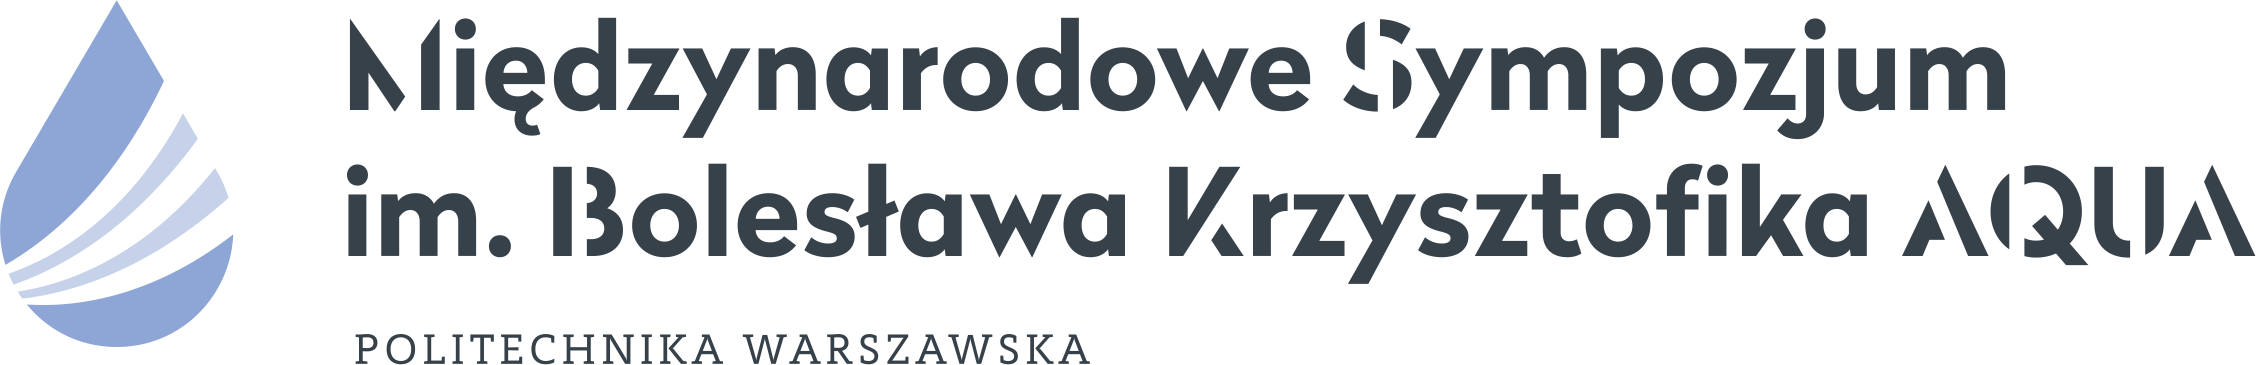 Międzynarodowe Sympozjum
im. Bolesława Krzysztofika AQUA
POLITECHNIKA WARSZAWSKA